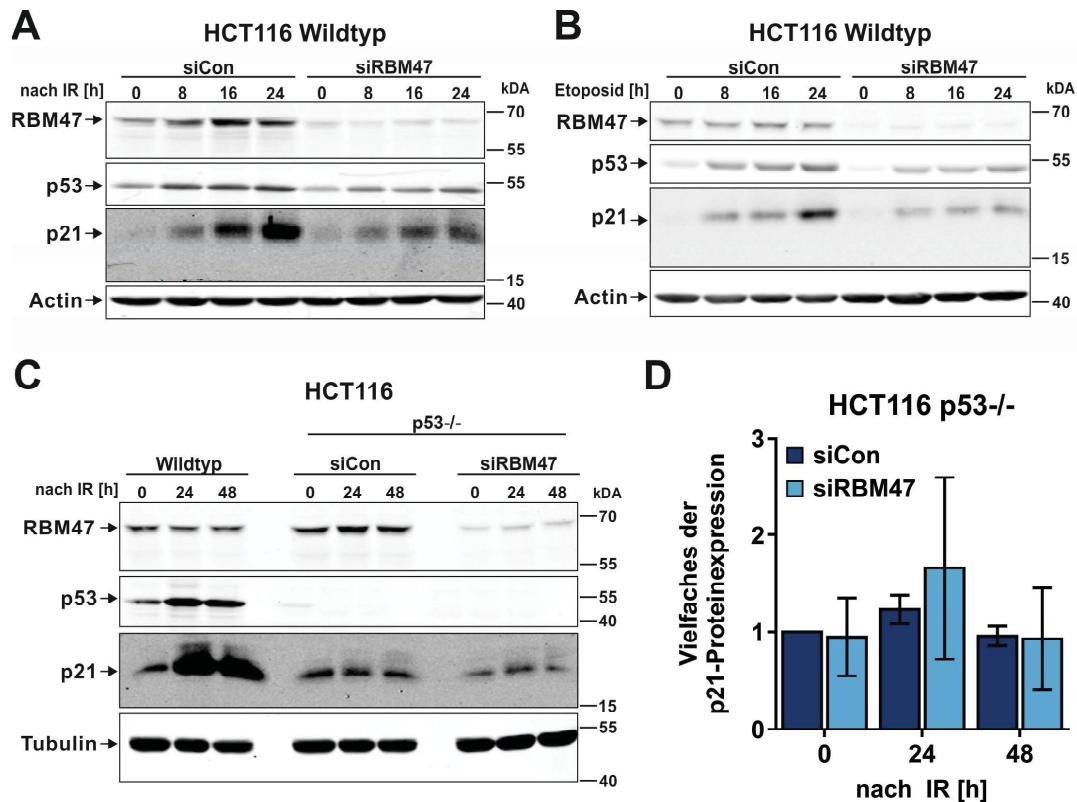 A
HCT116 Wildtyp
siCon siRBM47
nach IR [h] 0 8 16 24 0 8 16 24 kDa
RBM47 70
55
p53 55
p21
15
Actin 40
B
HCT116 Wildtyp
siCon siRBM47
Etoposid [h] 0 8 16 24 0 8 16 24 kDa
RBM47 70
p53 55
p21
15
Actin 40
C
HCT116
p53-/-
Wildtyp siCon siRBM47
nach IR [h] 0 24 48 0 24 48 0 24 48 kDa
RBM47 70
55
p53 55
40
p21
15
Tubulin 55
40
D
HCT116 p53-/-
Vielfaches der
p21-Proteinexpression
3
2
1
0
siCon
siRBM47
0 24 48
nach IR [h]